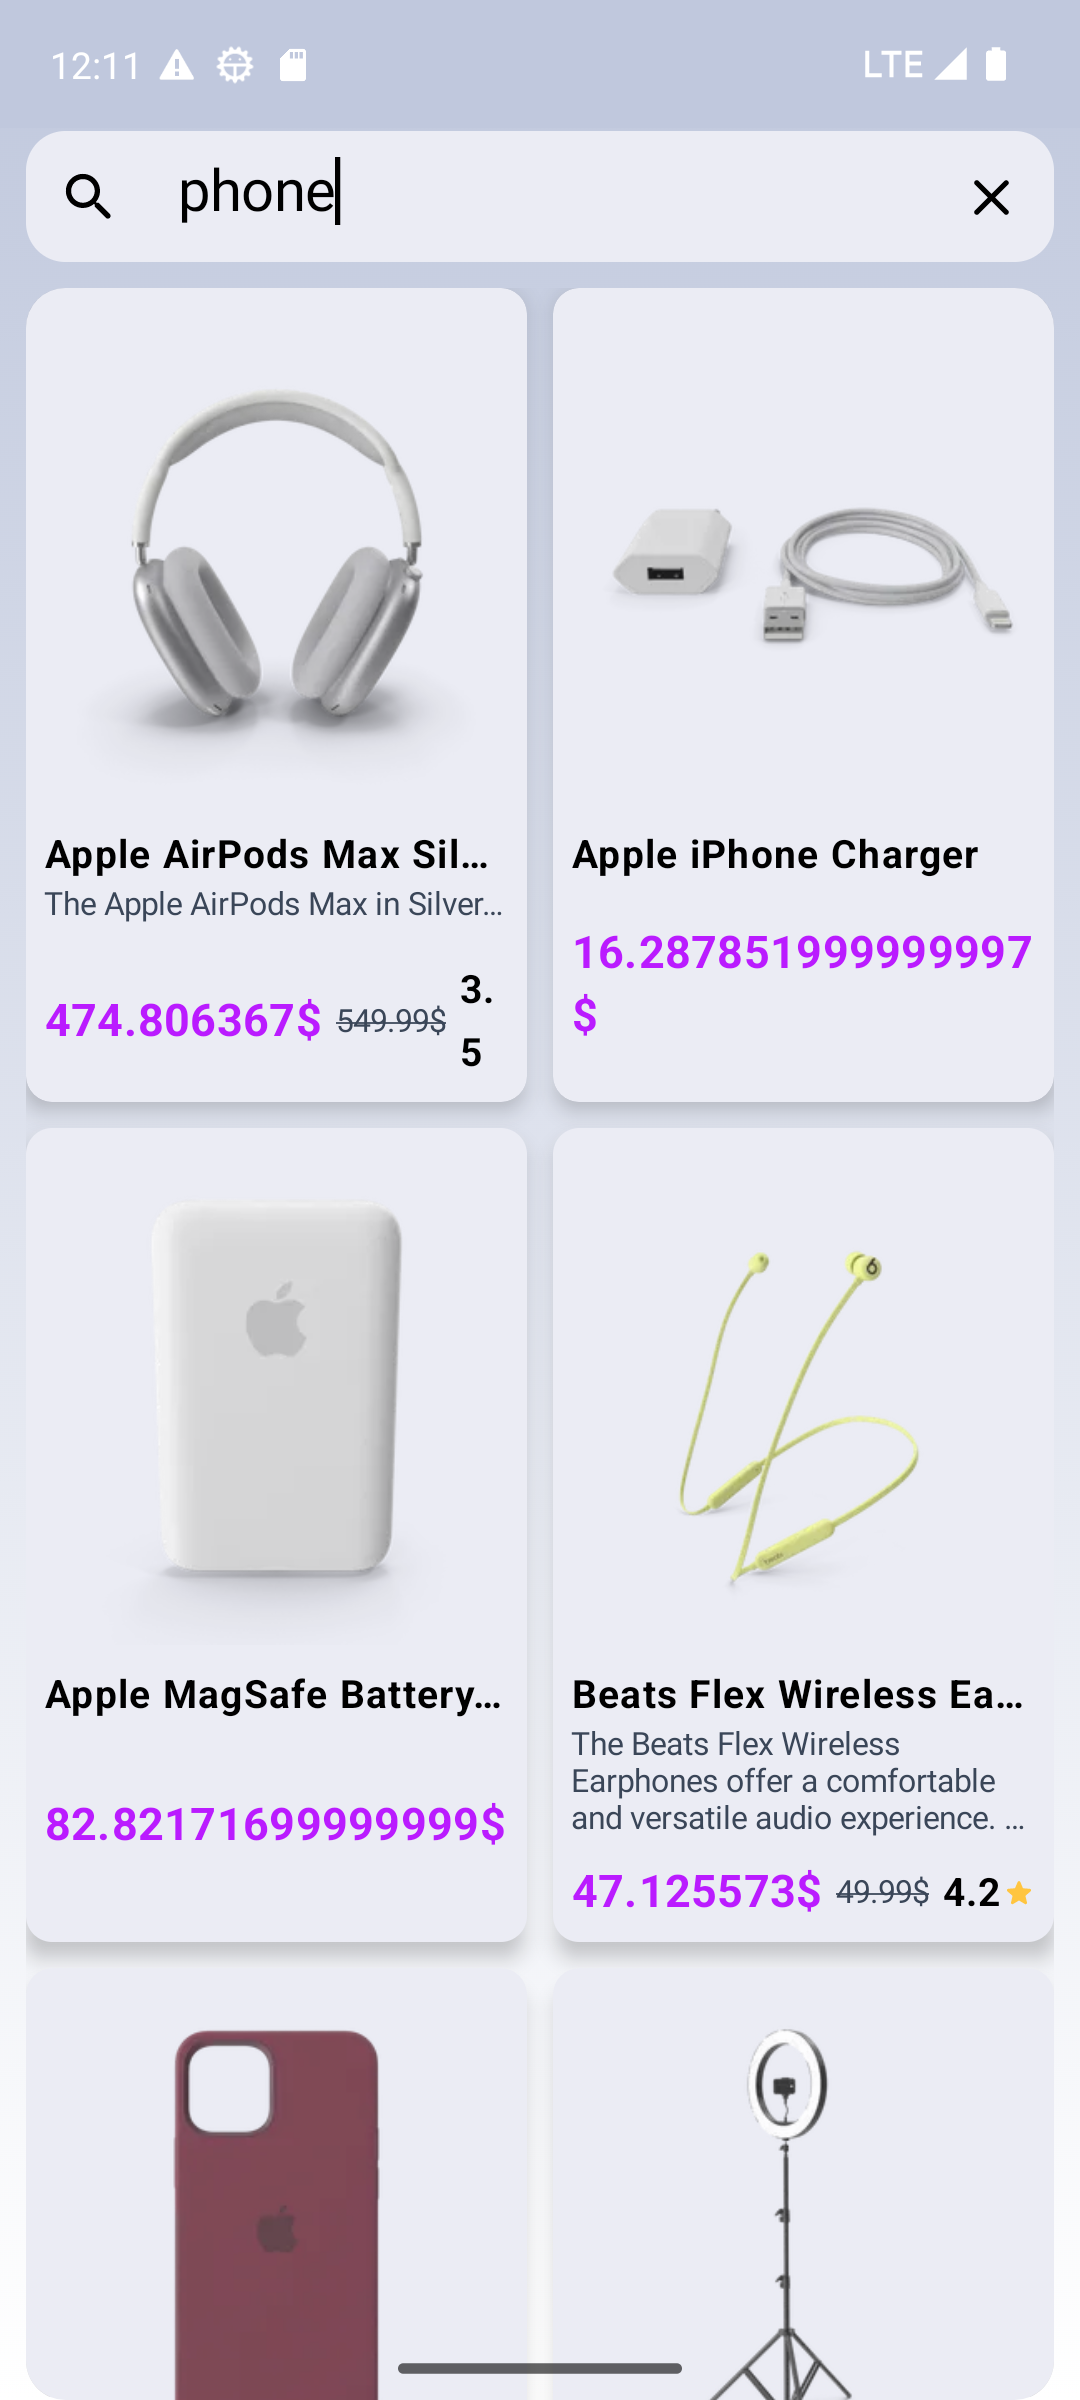 12:11
LTE
phone
Apple AirPods Max Sil...
The Apple AirPods Max in Silver...
474.806367$ 549.99$ 3.
5
Apple iPhone Charger
16.287851999999997
$
Apple MagSafe Battery...
82.82171699999999$
Beats Flex Wireless Ea...
The Beats Flex Wireless
Earphones offer a comfortable
and versatile audio experience. ...
47.125573$ 49.99$ 4.2